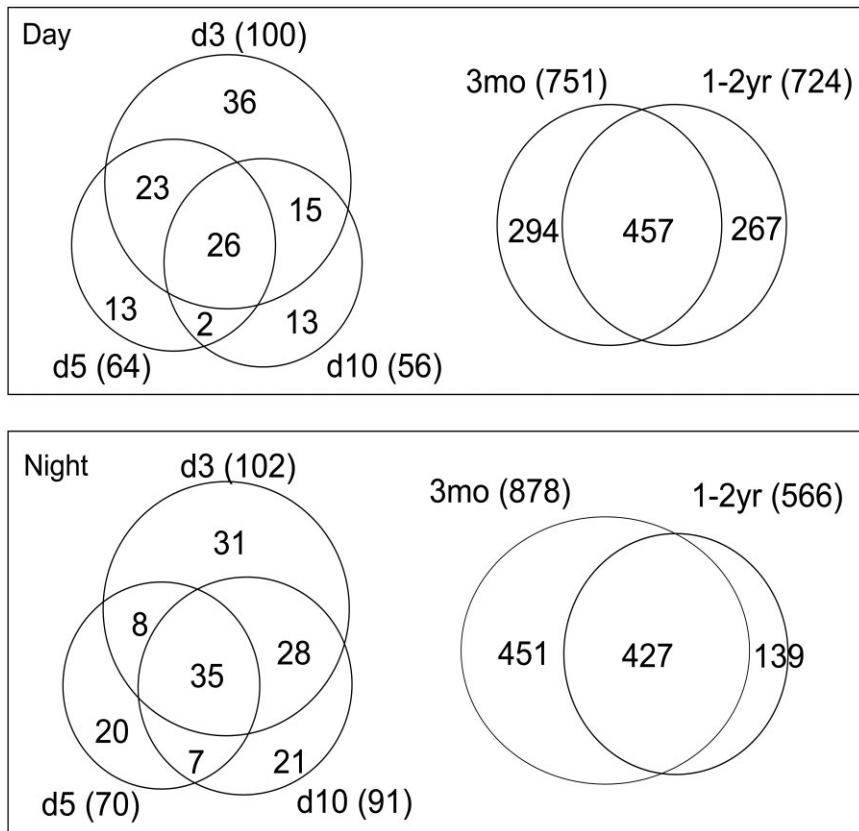 Day
d3 (100)
36
23
15
26
13
2
13
d5 (64)
d10 (56)
3mo (751)
1-2yr (724)
294
457
267
Night
d3 (102)
31
8
28
35
20
7
21
d5 (70)
d10 (91)
3mo (878)
1-2yr (566)
451
427
139